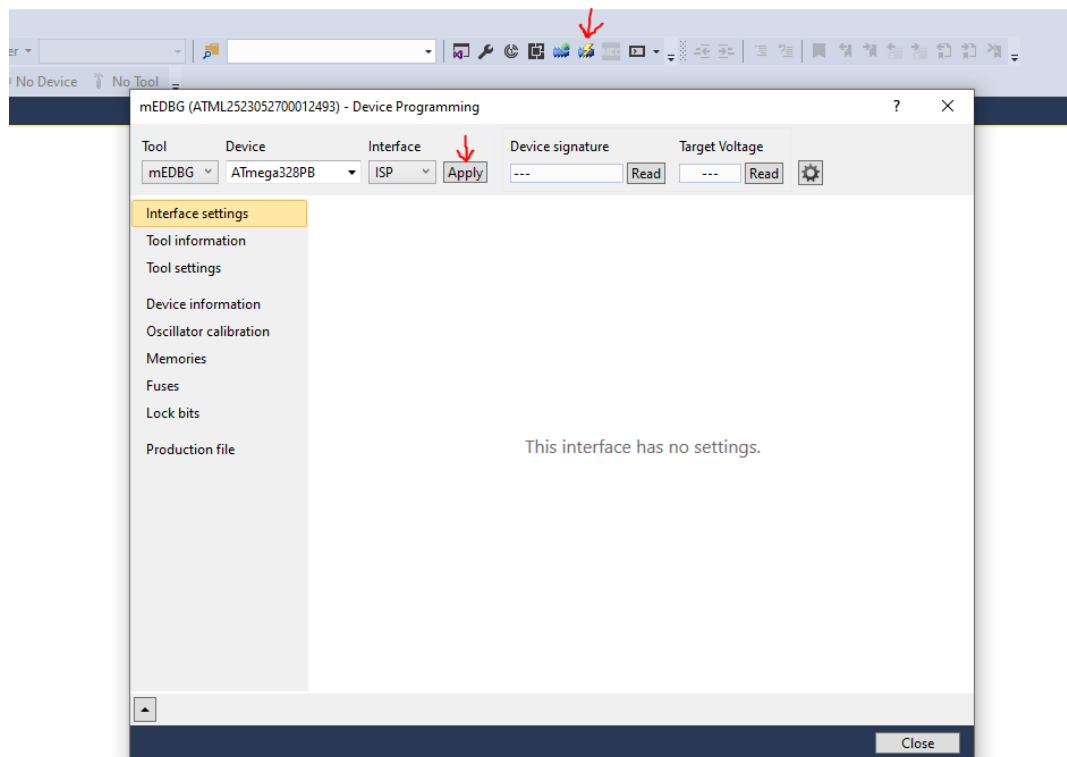 er
No Device No Tool
mEDBG (ATML2523052700012493) - Device Programming ?
Tool Device Interface Device signature Target Voltage
mEDBG ATmega328PB ISP Apply --- Read --- Read
Interface settings
Tool information
Tool settings
Device information
Oscillator calibration
Memories
Fuses
Lock bits
Production file
This interface has no settings.
Close